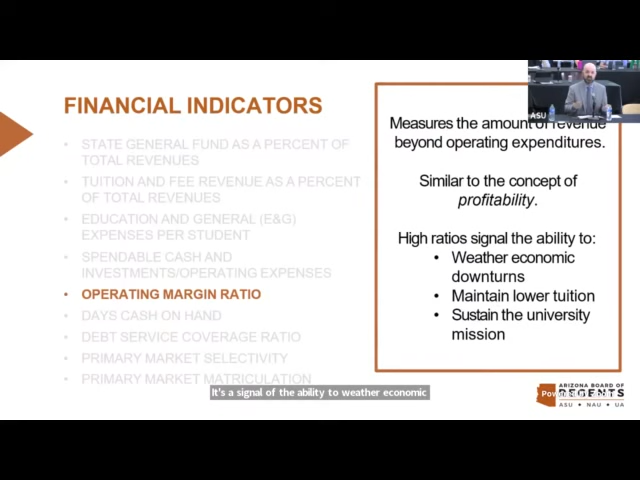 ASU
FINANCIAL INDICATORS
• STATE GENERAL FUND AS A PERCENT OF
TOTAL REVENUES
• TUITION AND FEE REVENUE AS A PERCENT
OF TOTAL REVENUES
• EDUCATION AND GENERAL (E&G)
EXPENSES PER STUDENT
• SPENDABLE CASH AND
INVESTMENTS/OPERATING EXPENSES
• OPERATING MARGIN RATIO
• DAYS CASH ON HAND
• DEBT SERVICE COVERAGE RATIO
• PRIMARY MARKET SELECTIVITY
• PRIMARY MARKET MATRICULATION
Measures the amount of revenue
beyond operating expenditures.
Similar to the concept of
profitability.
High ratios signal the ability to:
• Weather economic
downturns
• Maintain lower tuition
• Sustain the university
mission
It's a signal of the ability to weather economic
ARIZONA BOARD OF
REGENTS
ASU • NAU • UA